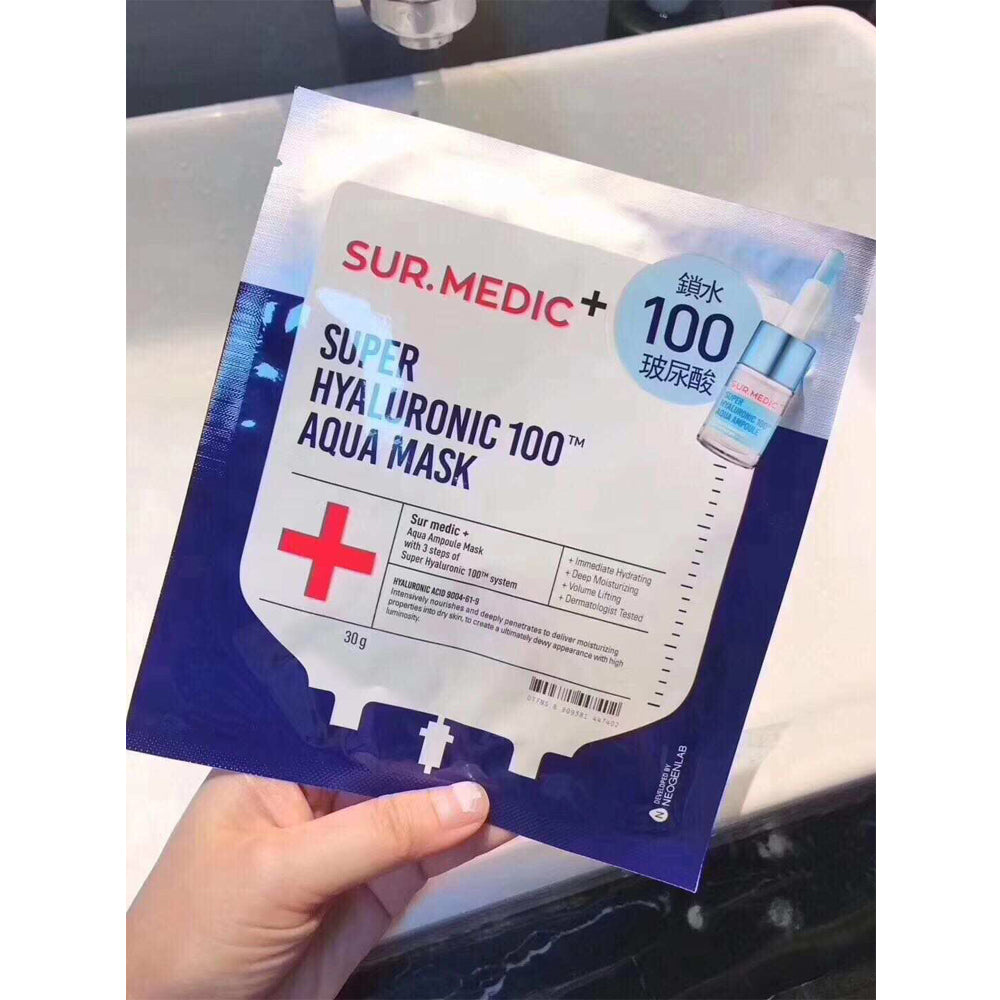 SUR.MEDIC+
鎖水
100
玻尿酸
SUPER
HYALURONIC 100™
AQUA MASK
SUR.MEDIC+
SUPER
HYALURONIC 100™
AQUA AMPOULE
Sur medic +
Aqua Ampoule Mask
with 3 steps of
Super Hyaluronic 100™ system
+ Immediate Hydrating
+ Deep Moisturizing
+ Volume Lifting
+ Dermatologist Tested
HYALURONIC ACID 9004-61-9
Intensively nourishes and deeply penetrates to deliver moisturizing
properties into dry skin, to create a ultimately dewy appearance with high
luminosity.
30 g
DEVELOPED BY
NEOGENLAB